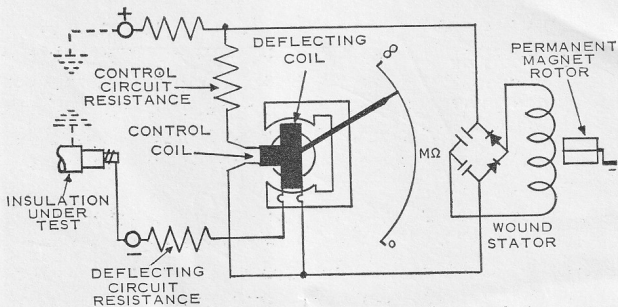 +
DEFLECTING
COIL
∞
PERMANENT
MAGNET
ROTOR
CONTROL
CIRCUIT
RESISTANCE
CONTROL
COIL
MΩ
INSULATION
UNDER
TEST
WOUND
STATOR
0
−
DEFLECTING
CIRCUIT
RESISTANCE